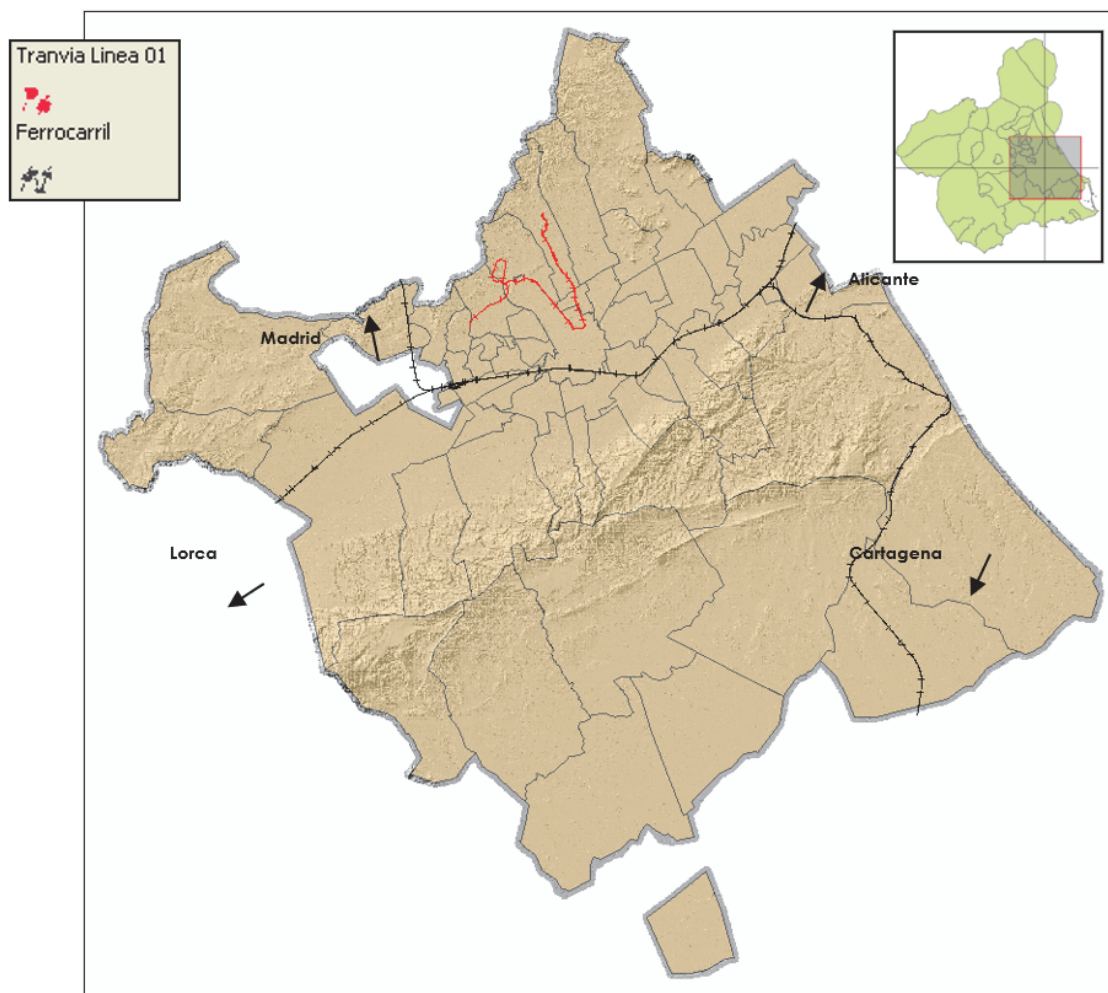 Tranvia Linea 01
Ferrocarril
Alicante
Madrid
Lorca
Cartagena